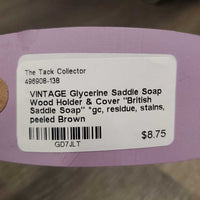 The Tack Collector
496908-138
VINTAGE Glycerine Saddle Soap
Wood Holder & Cover "British
Saddle Soap" *gc, residue, stains,
peeled Brown
$8.75
GD7JLT